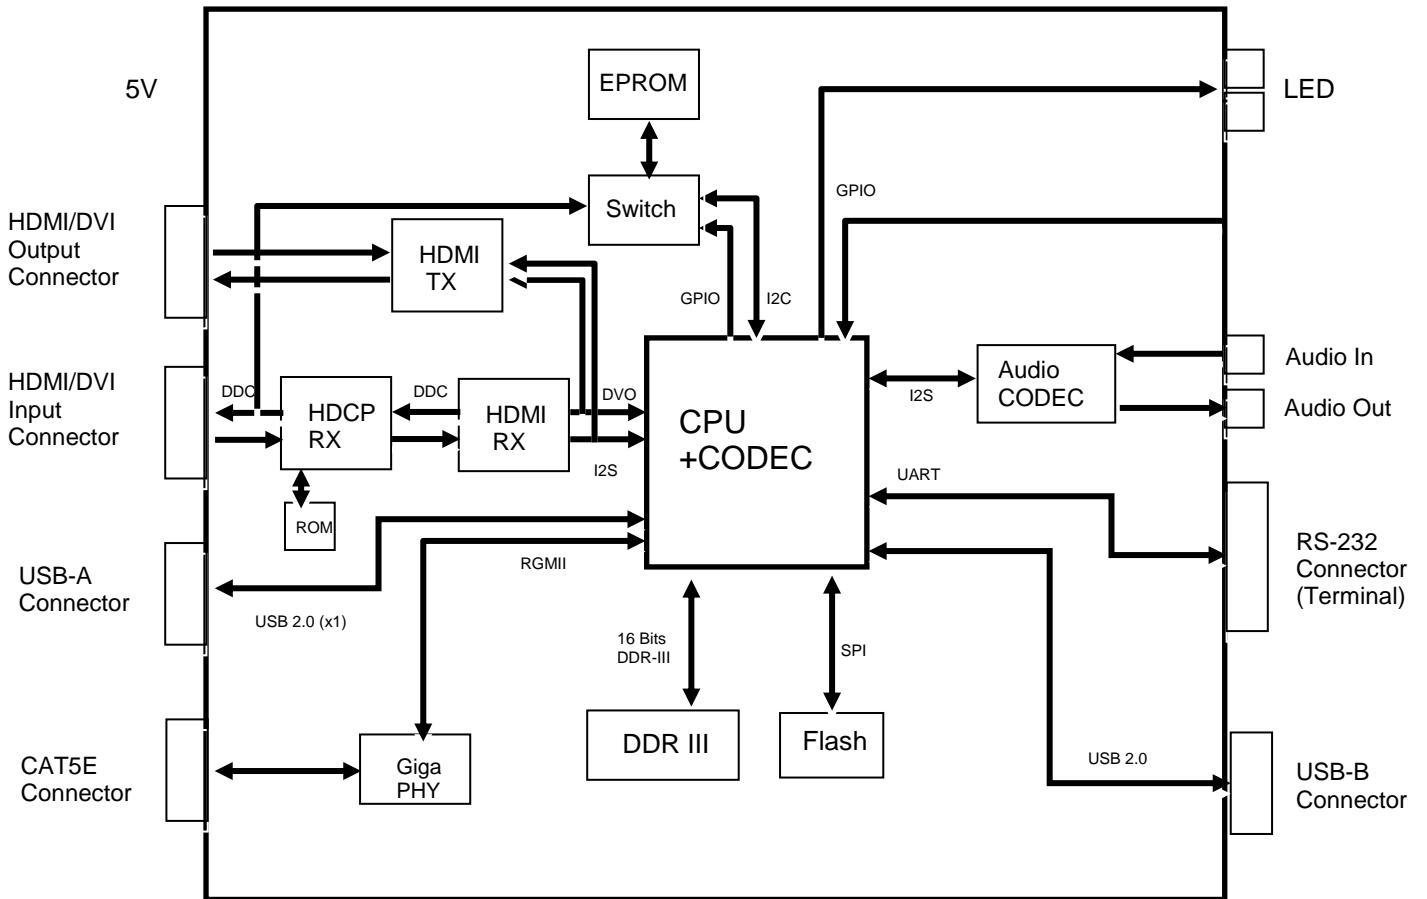 5V
EPROM
LED
HDMI/DVI
Output
Connector
Switch
GPIO
HDMI
TX
GPIO
I2C
HDMI/DVI
Input
Connector
DDC
HDCP
RX
DDC
HDMI
RX
DVO
I2S
CPU
+CODEC
I2S
Audio
CODEC
Audio In
Audio Out
ROM
UART
RS-232
Connector
(Terminal)
USB-A
Connector
USB 2.0 (x1)
RGMII
16 Bits
DDR-III
SPI
CAT5E
Connector
Giga
PHY
DDR III
Flash
USB 2.0
USB-B
Connector